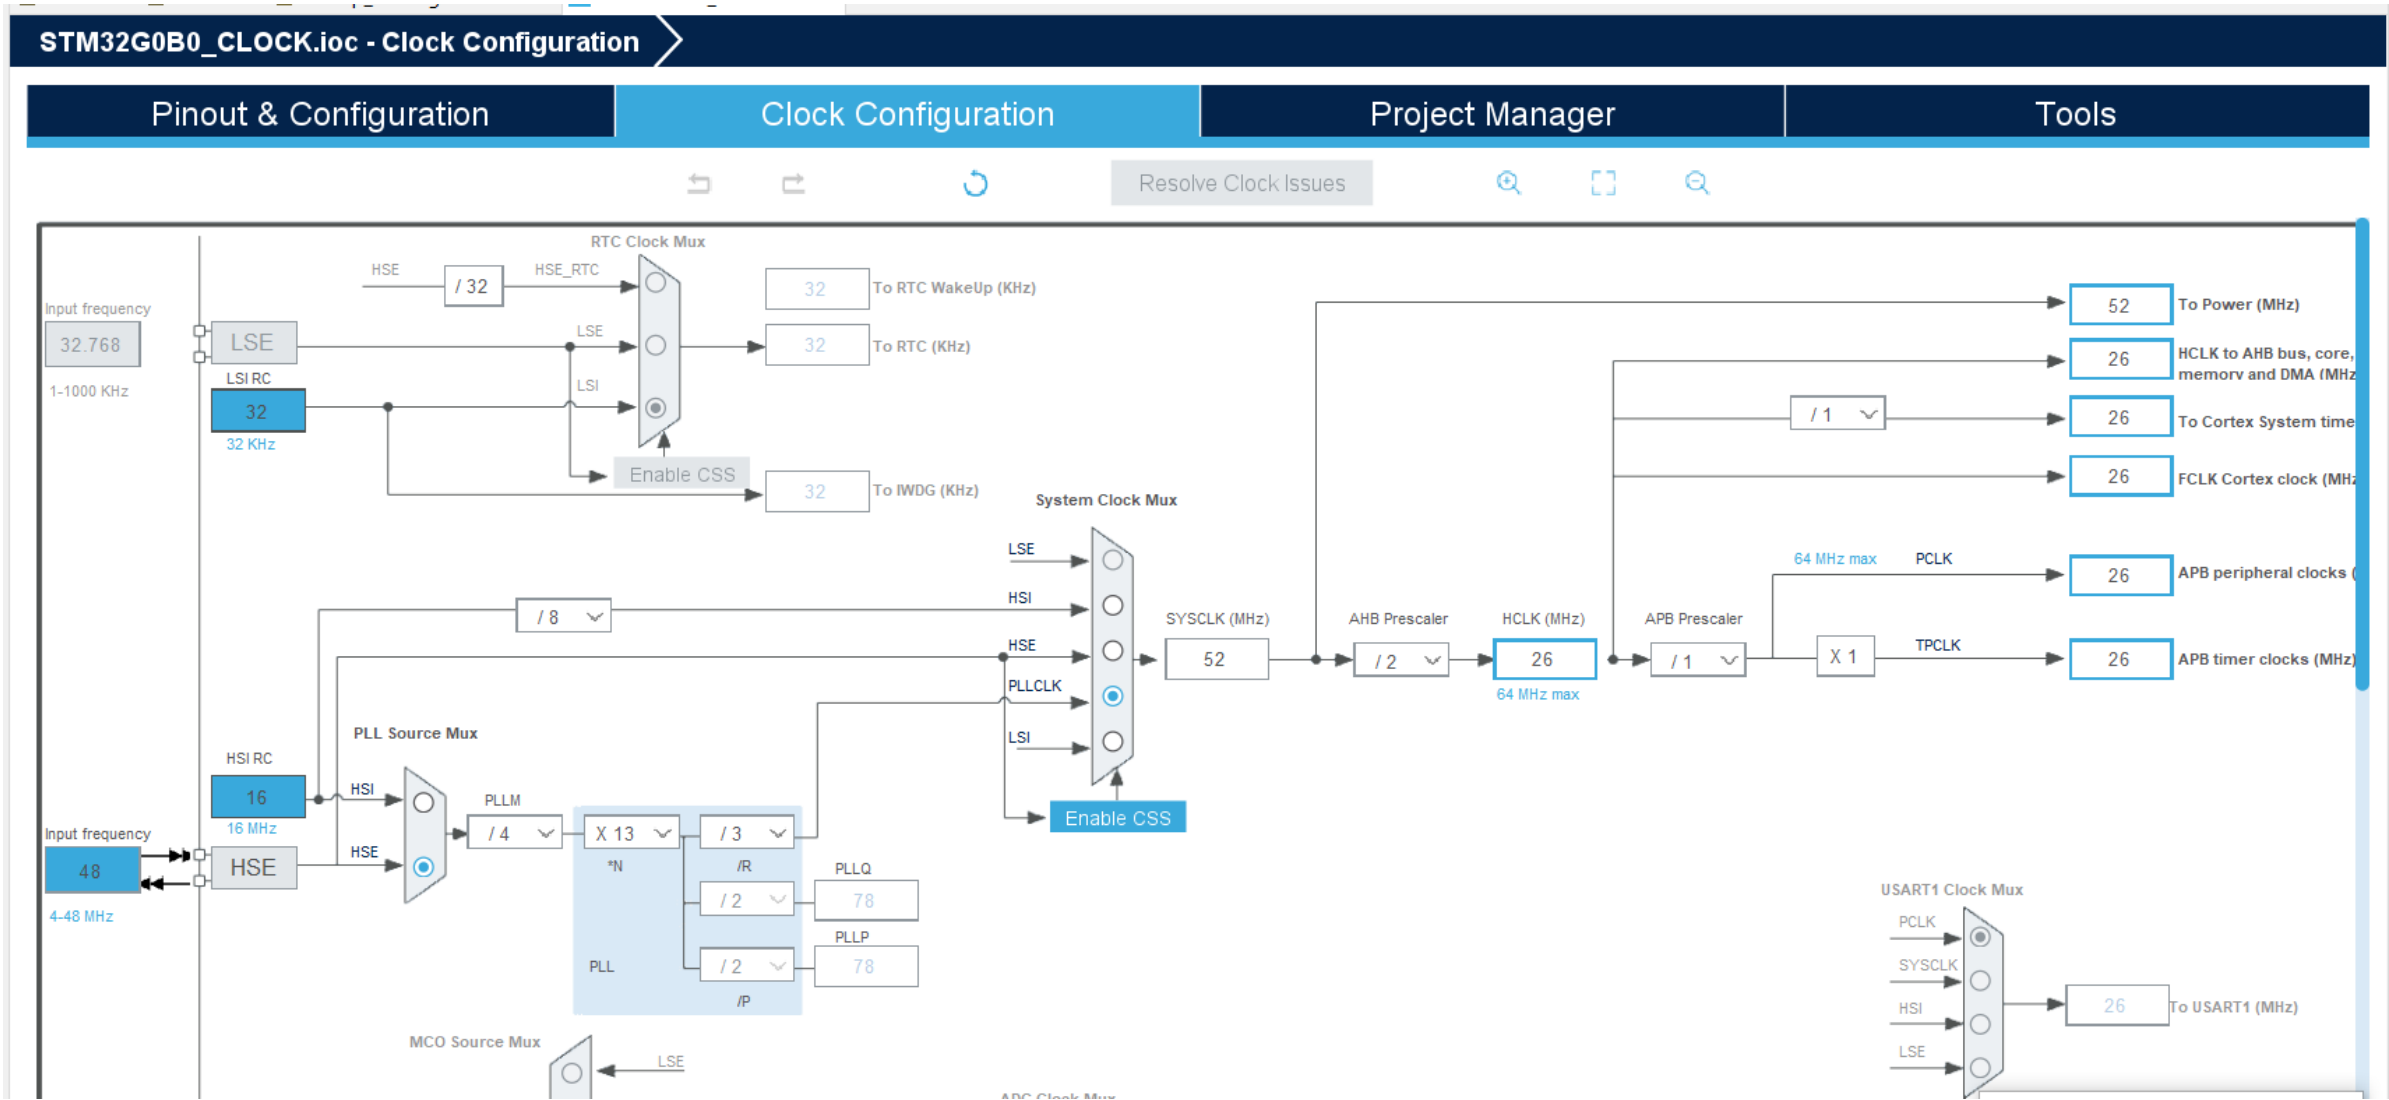 STM32G0B0_CLOCK.ioc - Clock Configuration
Pinout & Configuration
Clock Configuration
Project Manager
Tools
Resolve Clock Issues
RTC Clock Mux
HSE
/ 32
HSE_RTC
32
To RTC WakeUp (KHz)
Input frequency
32.768
1-1000 KHz
LSE
LSE
32
To RTC (KHz)
LSI RC
32
32 KHz
LSI
Enable CSS
32
To IWDG (KHz)
52
To Power (MHz)
26
HCLK to AHB bus, core,
memory and DMA (MHz
/ 1
26
To Cortex System time
26
FCLK Cortex clock (MHz
System Clock Mux
LSE
HSI
HSE
PLLCLK
LSI
/ 8
SYSCLK (MHz)
52
AHB Prescaler
/ 2
HCLK (MHz)
26
64 MHz max
APB Prescaler
/ 1
64 MHz max
PCLK
26
APB peripheral clocks (
X 1
TPCLK
26
APB timer clocks (MHz)
Enable CSS
PLL Source Mux
HSI RC
16
16 MHz
HSI
HSE
Input frequency
48
4-48 MHz
HSE
PLLM
/ 4
X 13
*N
/ 3
/R
/ 2
PLLQ
78
/ 2
/P
PLLP
78
PLL
MCO Source Mux
LSE
ADC Clock Mux
USART1 Clock Mux
PCLK
SYSCLK
HSI
LSE
26
To USART1 (MHz)